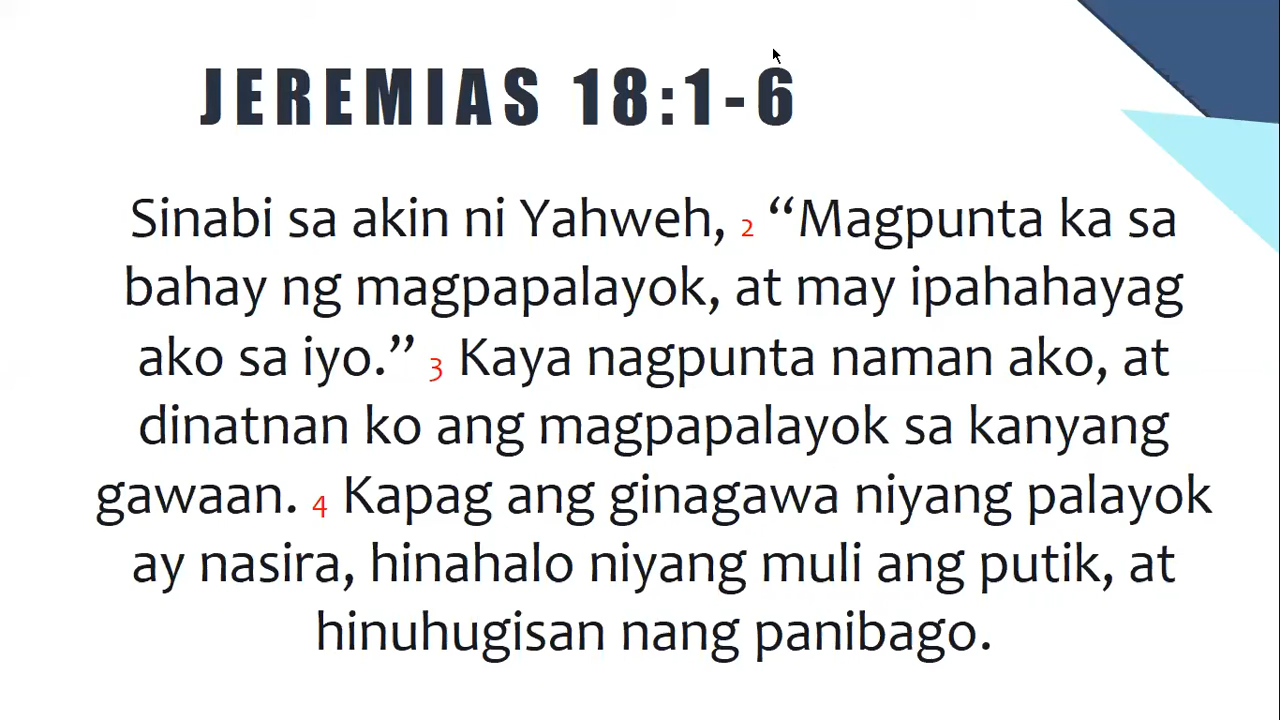 JEREMIAS 18:1-6
Sinabi sa akin ni Yahweh, 2 “Magpunta ka sa
bahay ng magpapalayok, at may ipahahayag
ako sa iyo.” 3 Kaya nagpunta naman ako, at
dinatnan ko ang magpapalayok sa kanyang
gawaan. 4 Kapag ang ginagawa niyang palayok
ay nasira, hinahalo niyang muli ang putik, at
hinuhugisan nang panibago.